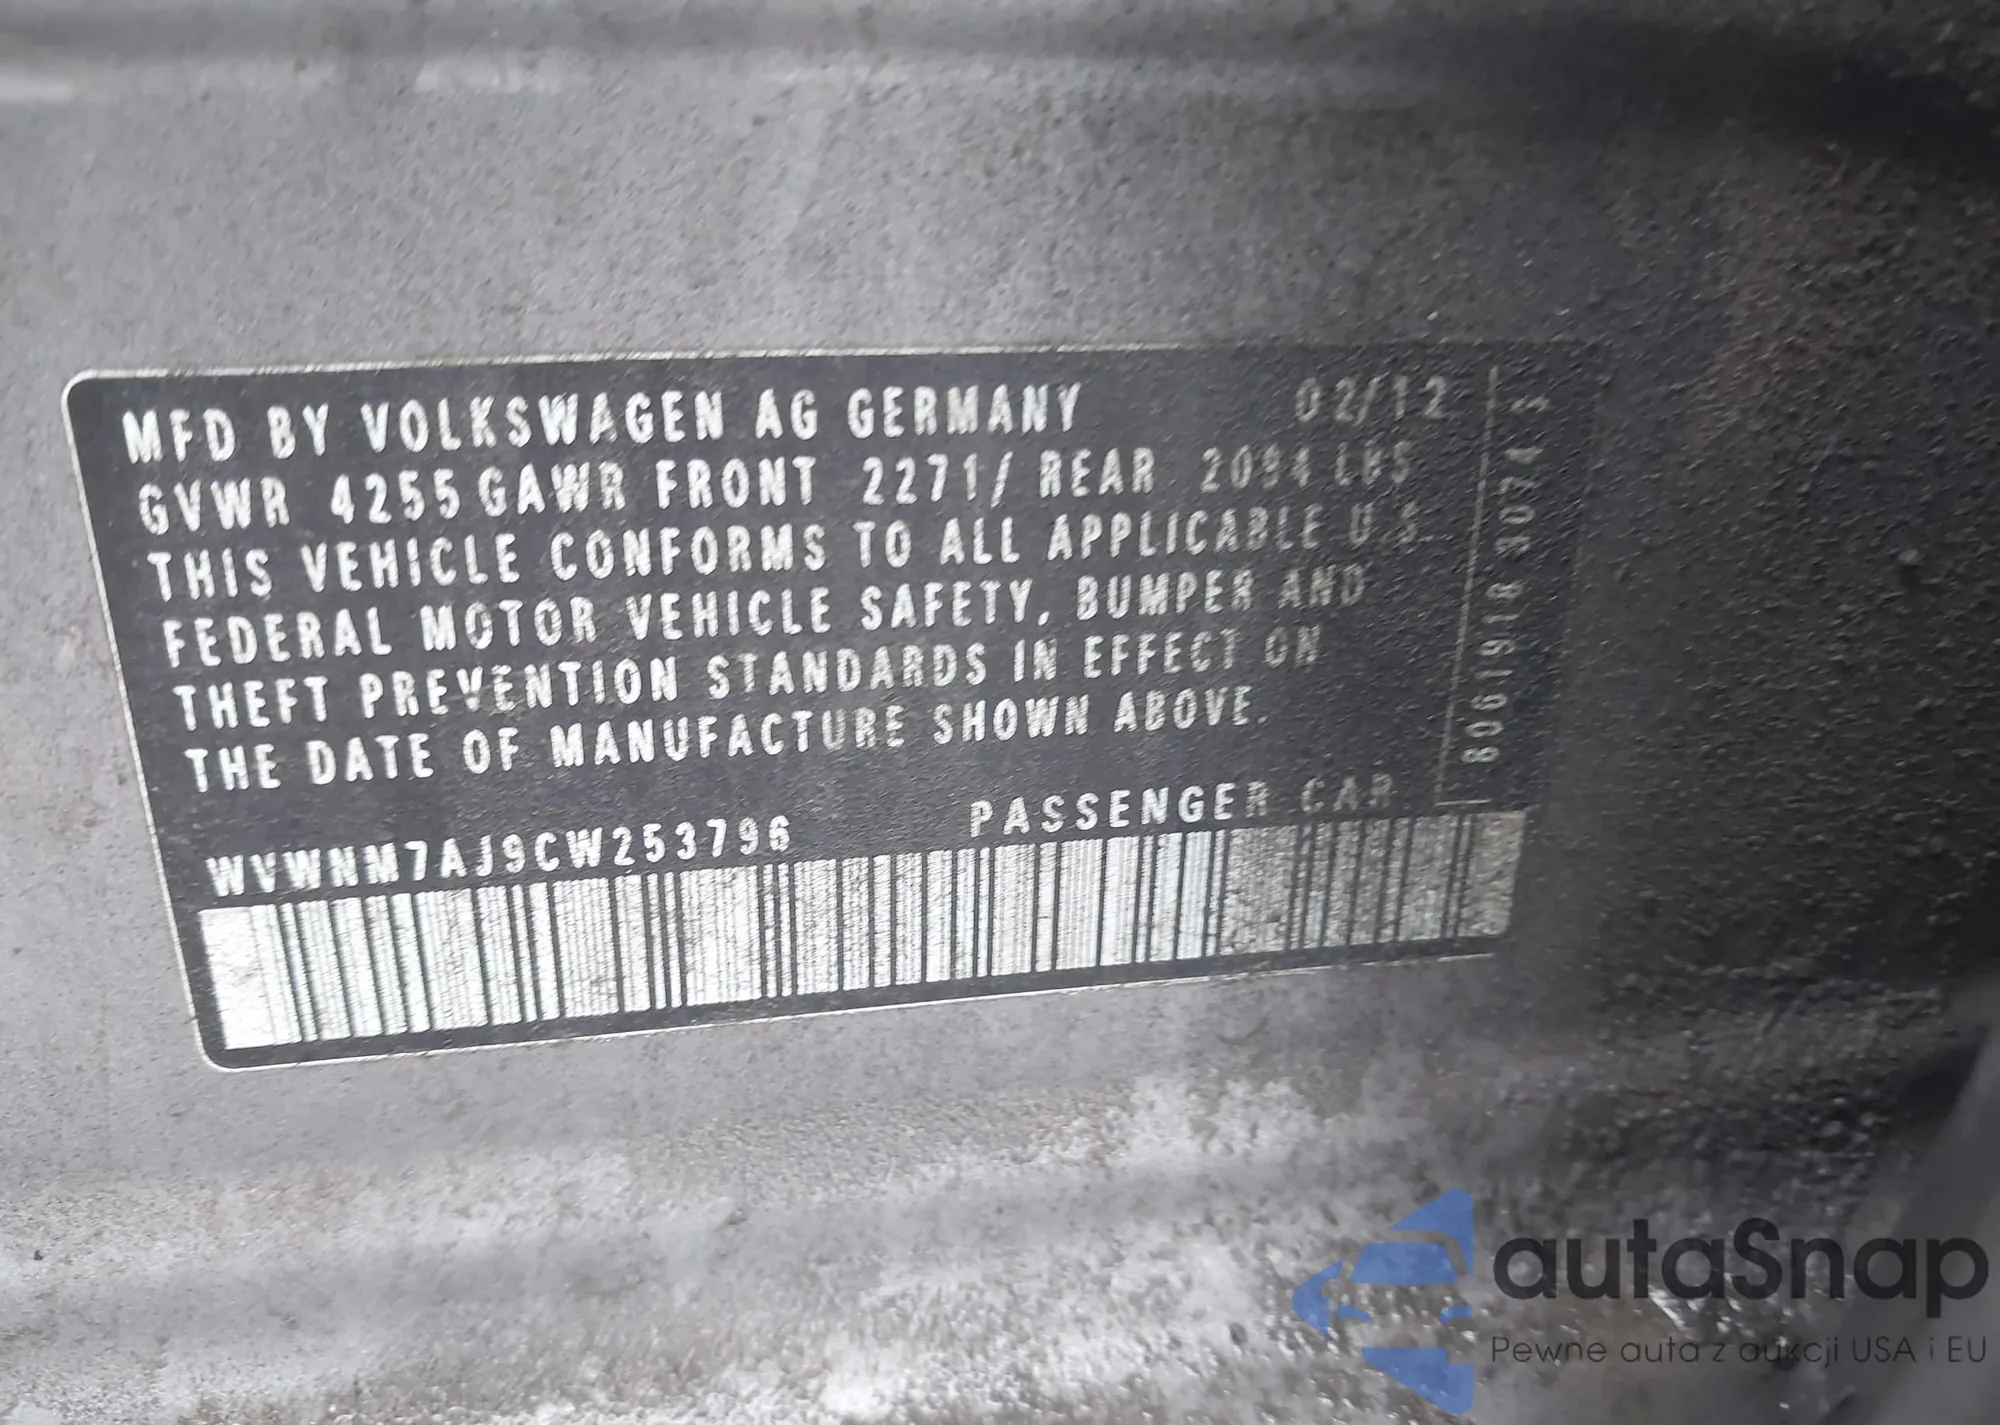 MFD BY VOLKSWAGEN AG GERMANY 02/12
GVWR 4255 GAWR FRONT 2271/ REAR 2094 LBS
THIS VEHICLE CONFORMS TO ALL APPLICABLE U.S.
FEDERAL MOTOR VEHICLE SAFETY, BUMPER AND
THEFT PREVENTION STANDARDS IN EFFECT ON
THE DATE OF MANUFACTURE SHOWN ABOVE.
WVWNM7AJ9CW253796 PASSENGER CAR
autaSnap
Pewne auta z aukcji USA i EU